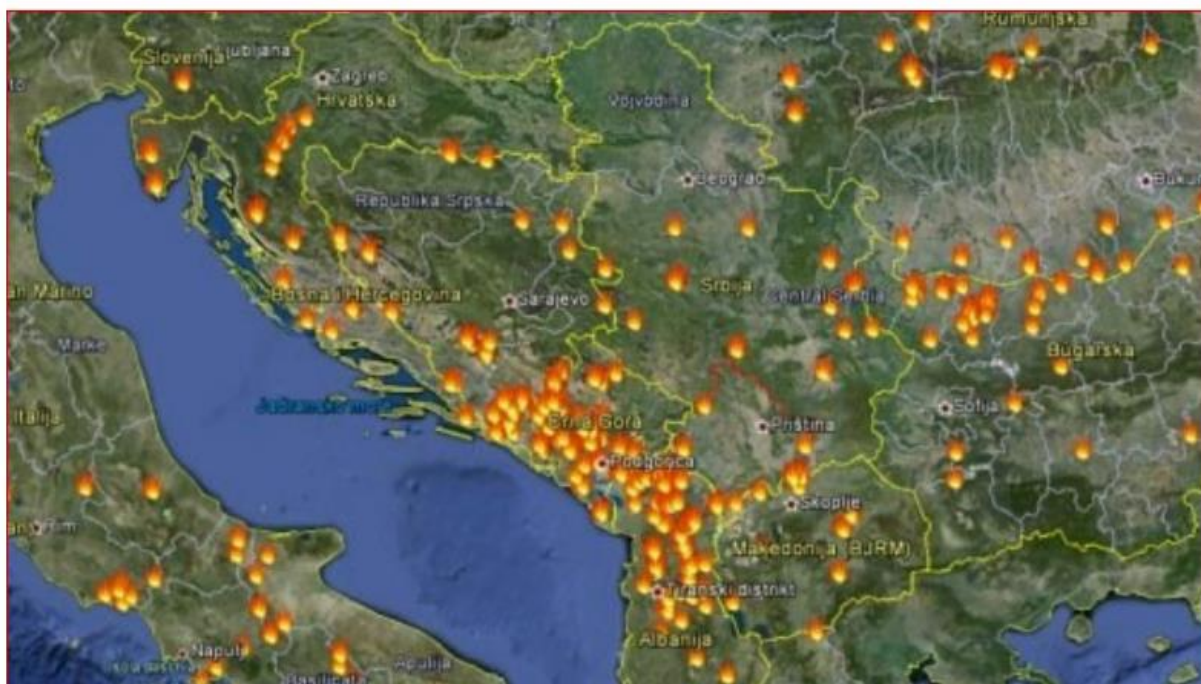 Rumunjska
Slovenija
Ljubljana
Zagreb
Hrvatska
Vojvodina
Beograd
Republika Srpska
Sarajevo
Bosna i Hercegovina
Srbija
Central Serbia
San Marino
Marke
Bugarska
Italija
Crna Gora
Sofija
Priština
Podgorica
Skoplje
Rim
Makedonija (BJRM)
Tiranski distrikt
Albanija
Napulj
Apulija
Basilicata